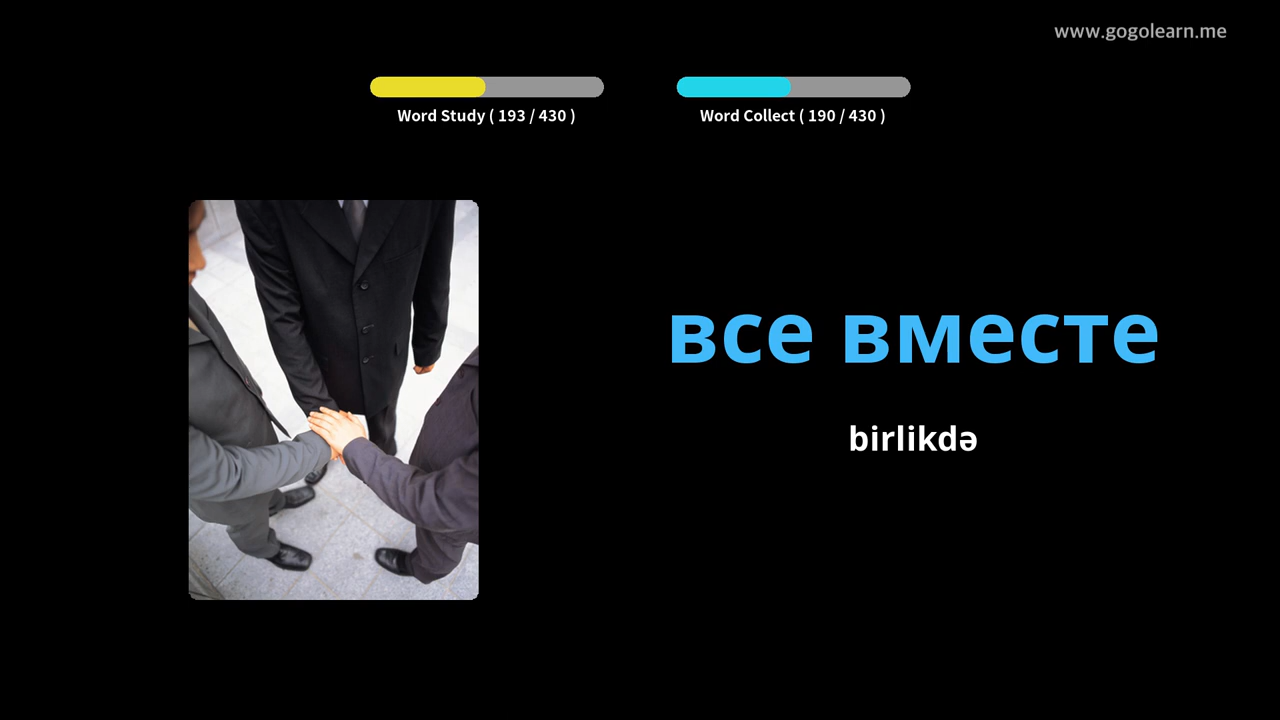 www.gogolearn.me
Word Study ( 193 / 430 )
Word Collect ( 190 / 430 )
все вместе
birlikdə